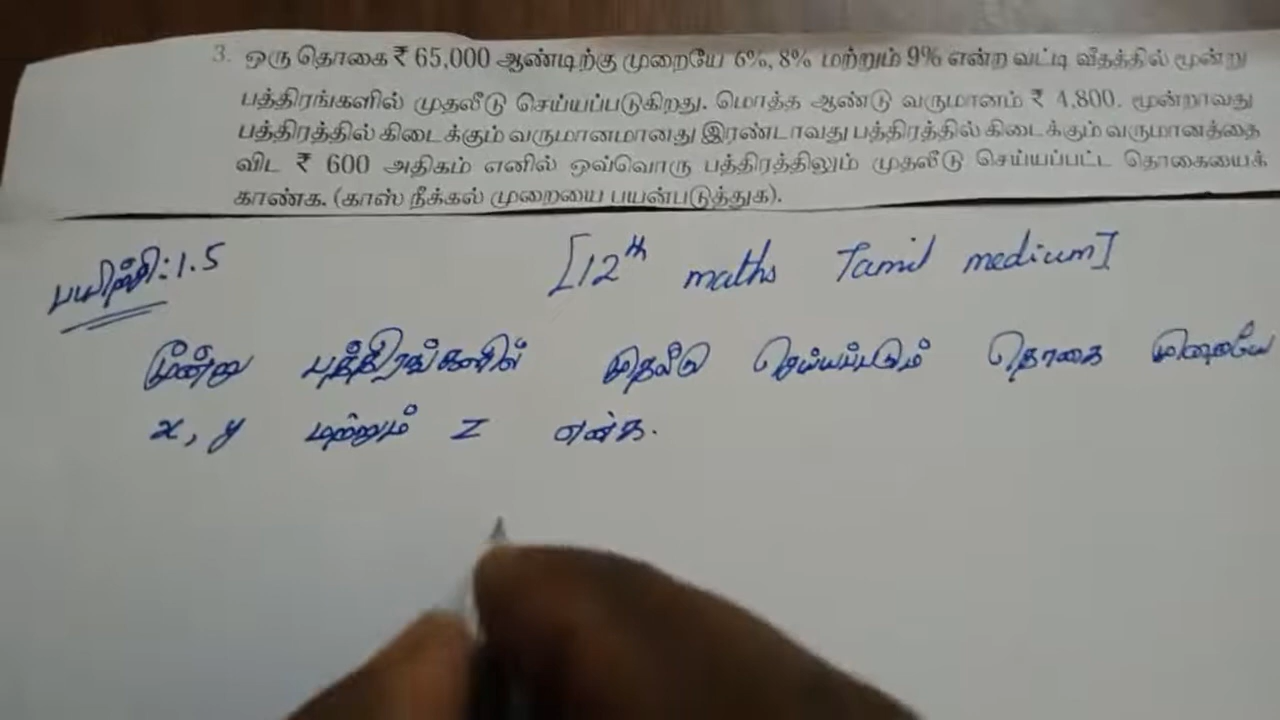 3. ஒரு தொகை ₹ 65,000 ஆண்டிற்கு முறையே 6%, 8% மற்றும் 9% என்ற வட்டி வீதத்தில் மூன்று
பத்திரங்களில் முதலீடு செய்யப்படுகிறது. மொத்த ஆண்டு வருமானம் ₹ 4,800. மூன்றாவது
பத்திரத்தில் கிடைக்கும் வருமானமானது இரண்டாவது பத்திரத்தில் கிடைக்கும் வருமானத்தை
விட ₹ 600 அதிகம் எனில் ஒவ்வொரு பத்திரத்திலும் முதலீடு செய்யப்பட்ட தொகையைக்
காண்க. (காஸ் நீக்கல் முறையை பயன்படுத்துக).
பயிற்சி: 1.5 [12th maths Tamil medium]
மூன்று பத்திரங்களில் முதலீடு செய்யப்படும் தொகை முறையே
x, y மற்றும் z என்க.